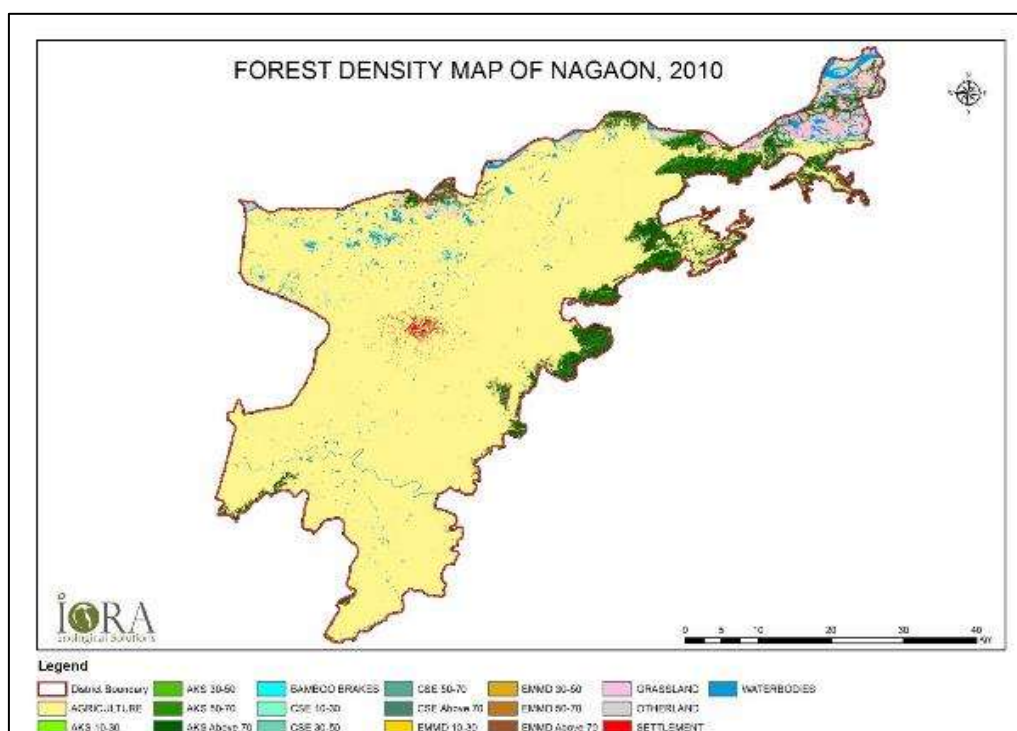 FOREST DENSITY MAP OF NAGAON, 2010
N
iORA
Ecological Solutions
0 5 10 20 30 40
KM
Legend
District Boundary AKS 30-50 BAMBOO BRAKES CSE 50-70 EMMD 30-50 GRASSLAND WATERBODIES
AGRICULTURE AKS 50-70 CSE 10-30 CSE Above 70 EMMD 50-70 OTHERLAND
AKS 10-30 AKS Above 70 CSE 30-50 EMMD 10-30 EMMD Above 70 SETTLEMENT